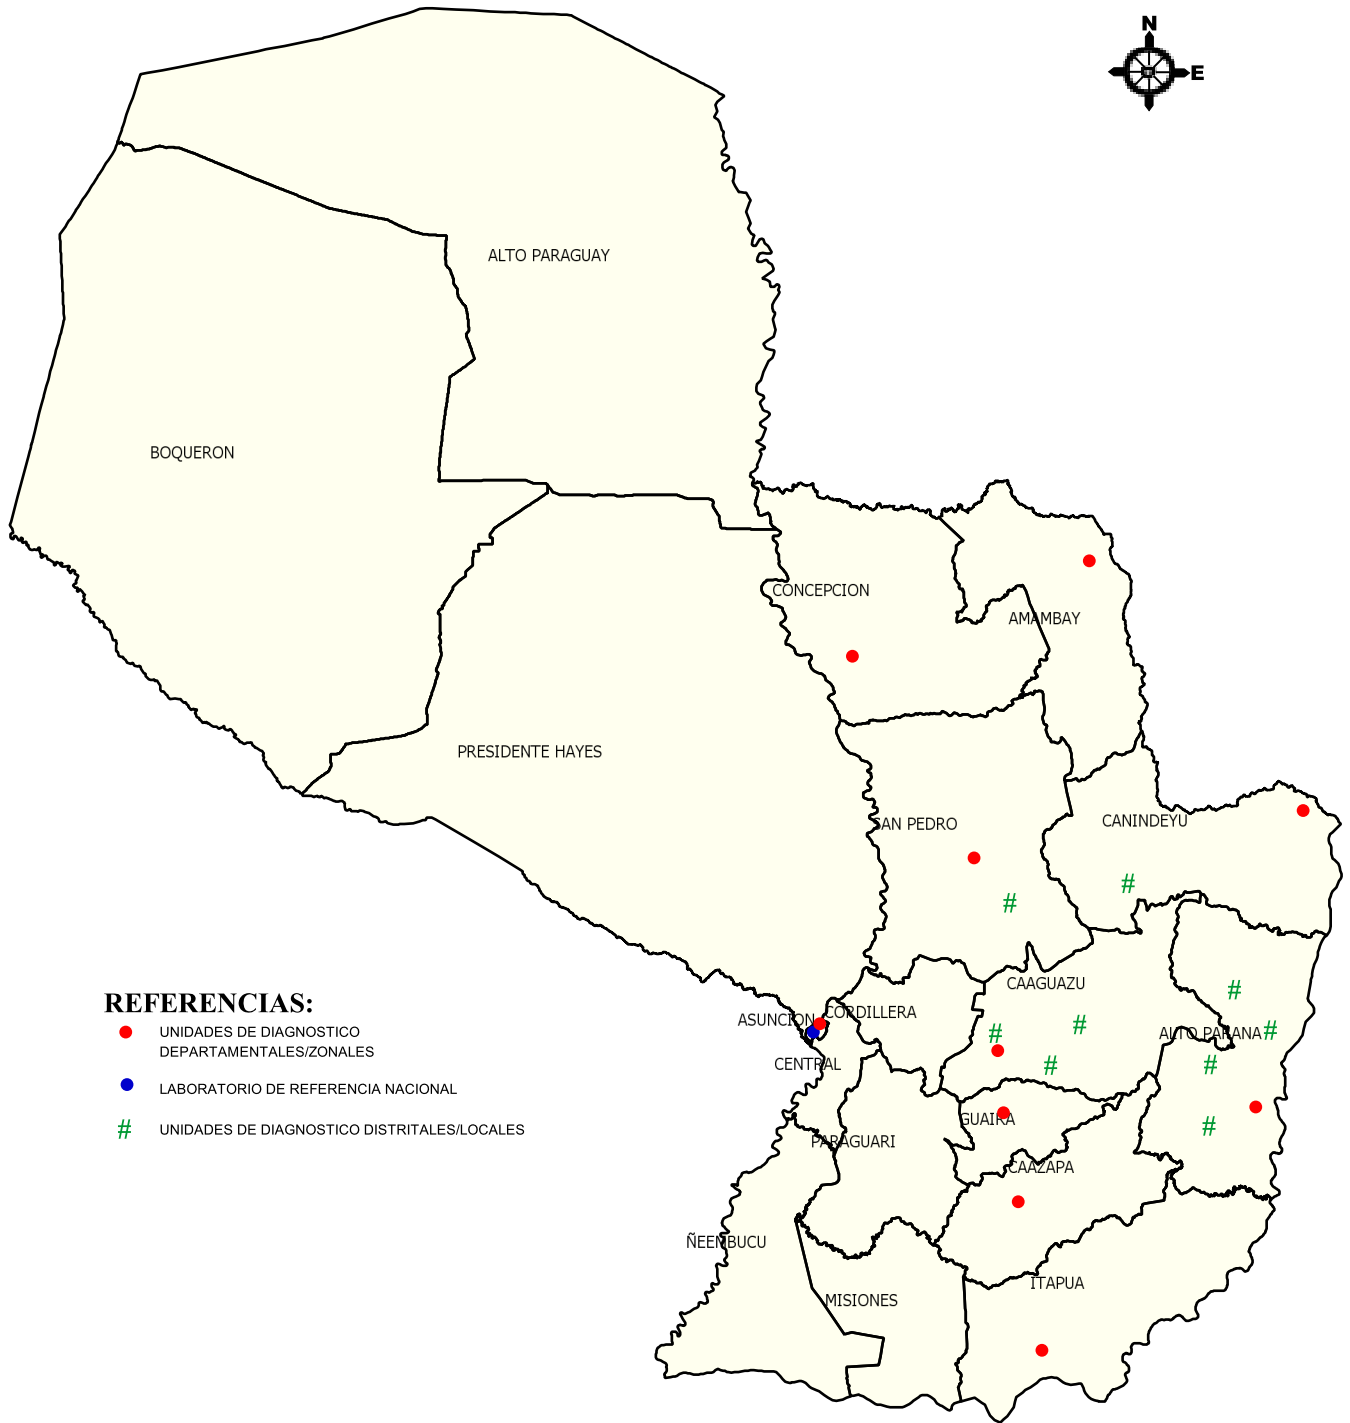 N
E
ALTO PARAGUAY
BOQUERON
CONCEPCION
AMAMBAY
PRESIDENTE HAYES
SAN PEDRO
CANINDEYU
#
#
CAAGUAZU
#
REFERENCIAS:
ASUNCION
CORDILLERA
#
#
ALTO PARANA
#
UNIDADES DE DIAGNOSTICO
DEPARTAMENTALES/ZONALES
CENTRAL
#
#
LABORATORIO DE REFERENCIA NACIONAL
GUAIRA
#
# UNIDADES DE DIAGNOSTICO DISTRITALES/LOCALES
PARAGUARI
CAAZAPA
ÑEEMBUCU
ITAPUA
MISIONES